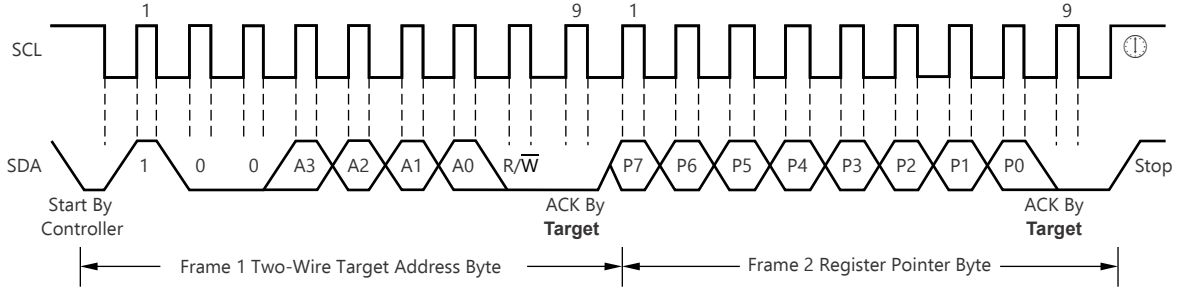 1 9 1 9
SCL
SDA 1 0 0 A3 A2 A1 A0 R/W̅ P7 P6 P5 P4 P3 P2 P1 P0 Stop
Start By
Controller
ACK By
Target
ACK By
Target
Frame 1 Two-Wire Target Address Byte
Frame 2 Register Pointer Byte